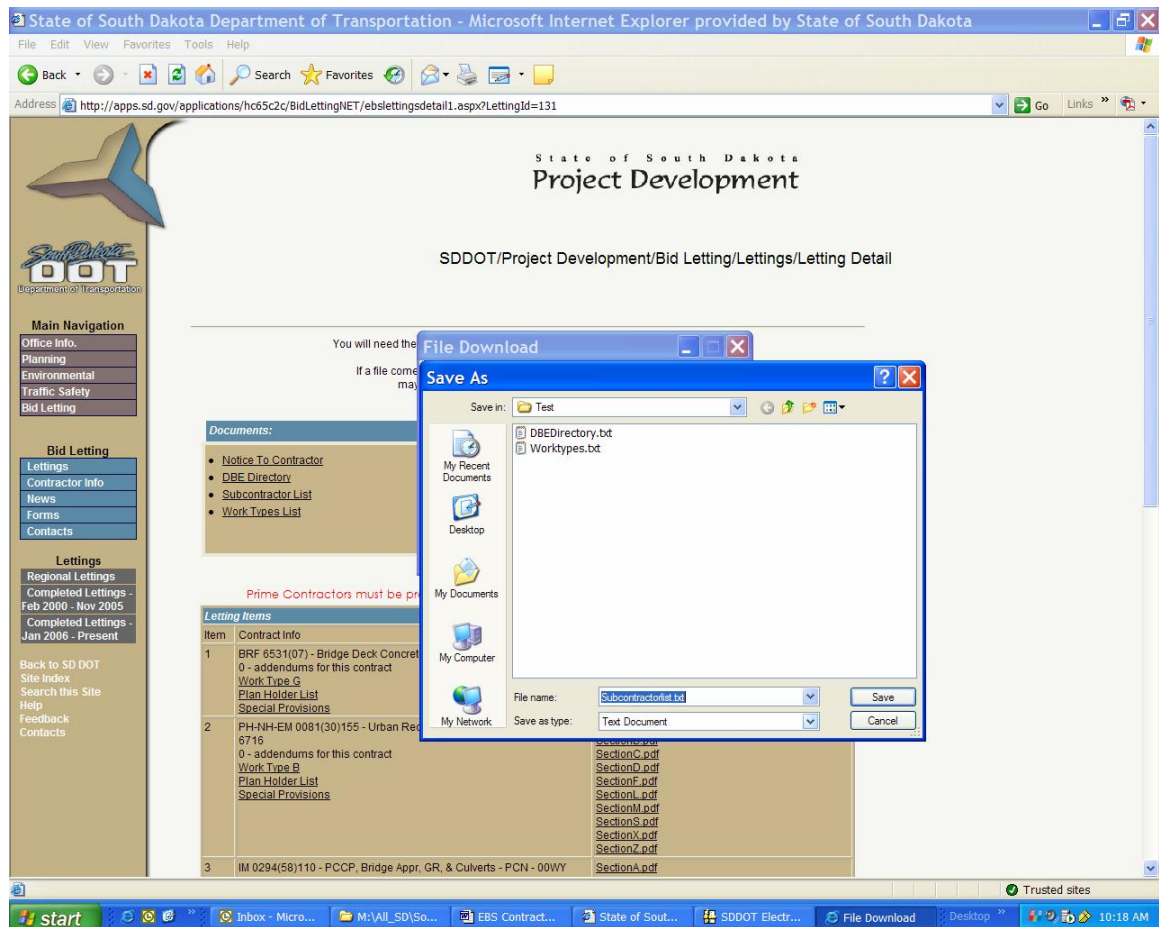 State of South Dakota Department of Transportation - Microsoft Internet Explorer provided by State of South Dakota
File Edit View Favorites Tools Help
Back Search Favorites
Address http://apps.sd.gov/applications/hc65c2c/BidLettingNET/ebslettingsdetail1.aspx?LettingId=131 Go Links »
State of South Dakota
Project Development
South Dakota
DOT
Department of Transportation
SDDOT/Project Development/Bid Letting/Lettings/Letting Detail
Main Navigation
Office Info.
Planning
Environmental
Traffic Safety
Bid Letting
Bid Letting
Lettings
Contractor Info
News
Forms
Contacts
Lettings
Regional Lettings
Completed Lettings -
Feb 2000 - Nov 2005
Completed Lettings -
Jan 2006 - Present
Back to SD DOT
Site Index
Search this Site
Help
Feedback
Contacts
You will need the
If a file come
may
Documents:
• Notice To Contractor
• DBE Directory
• Subcontractor List
• Work Types List
Prime Contractors must be pr
Letting Items
Item Contract Info
1 BRF 6531(07) - Bridge Deck Concret
0 - addendums for this contract
Work Type G
Plan Holder List
Special Provisions
2 PH-NH-EM 0081(30)155 - Urban Rec
6716
0 - addendums for this contract
Work Type B
Plan Holder List
Special Provisions
SectionB.pdf
SectionC.pdf
SectionD.pdf
SectionF.pdf
SectionL.pdf
SectionM.pdf
SectionS.pdf
SectionX.pdf
SectionZ.pdf
3 IM 0294(58)110 - PCCP, Bridge Appr, GR, & Culverts - PCN - 00WY SectionA.pdf
File Download
Save As
Save in: Test
DBEDirectory.txt
Worktypes.txt
My Recent
Documents
Desktop
My Documents
My Computer
My Network
File name: Subcontractorlist.txt Save
Save as type: Text Document Cancel
Trusted sites
start » Inbox - Micro... M:\All_SD\So... EBS Contract... State of Sout... SDDOT Electr... File Download Desktop » 10:18 AM